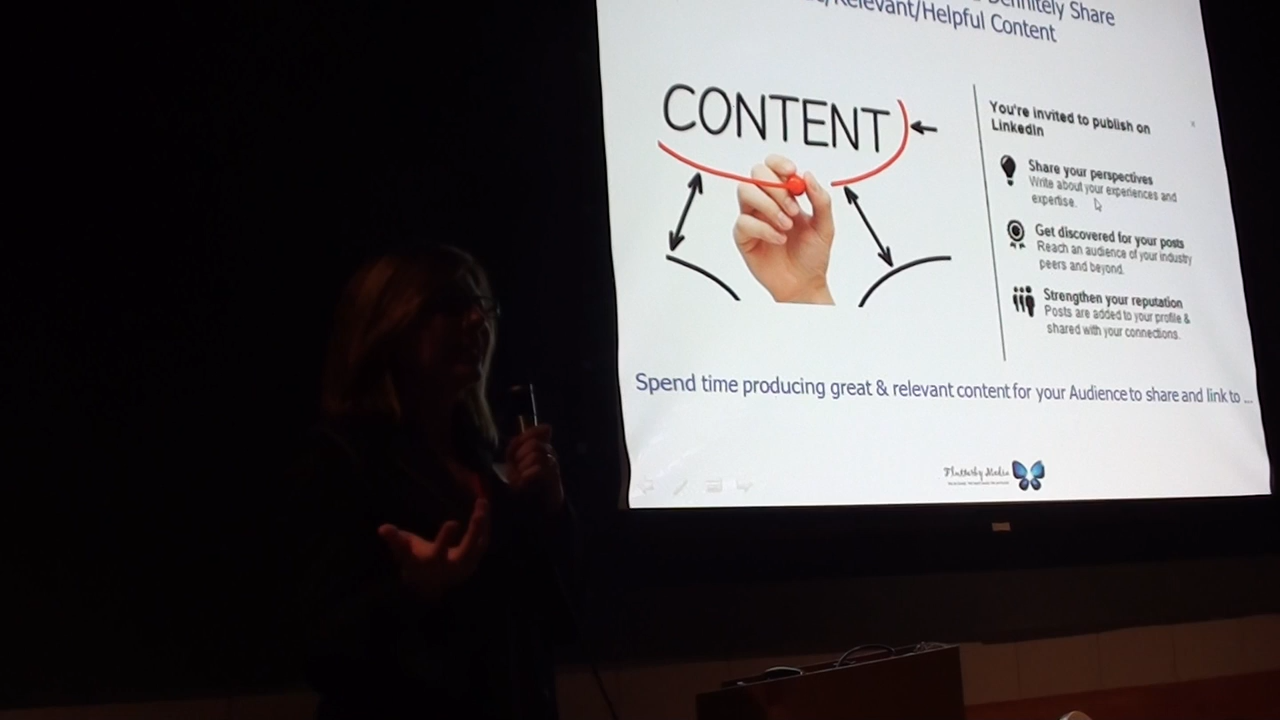 Definitely Share
/Relevant/Helpful Content
CONTENT
You're invited to publish on
LinkedIn
x
Share your perspectives
Write about your experiences and
expertise.
Get discovered for your posts
Reach an audience of your industry
peers and beyond.
Strengthen your reputation
Posts are added to your profile &
shared with your connections.
Spend time producing great & relevant content for your Audience to share and link to ...
Flutterby Media